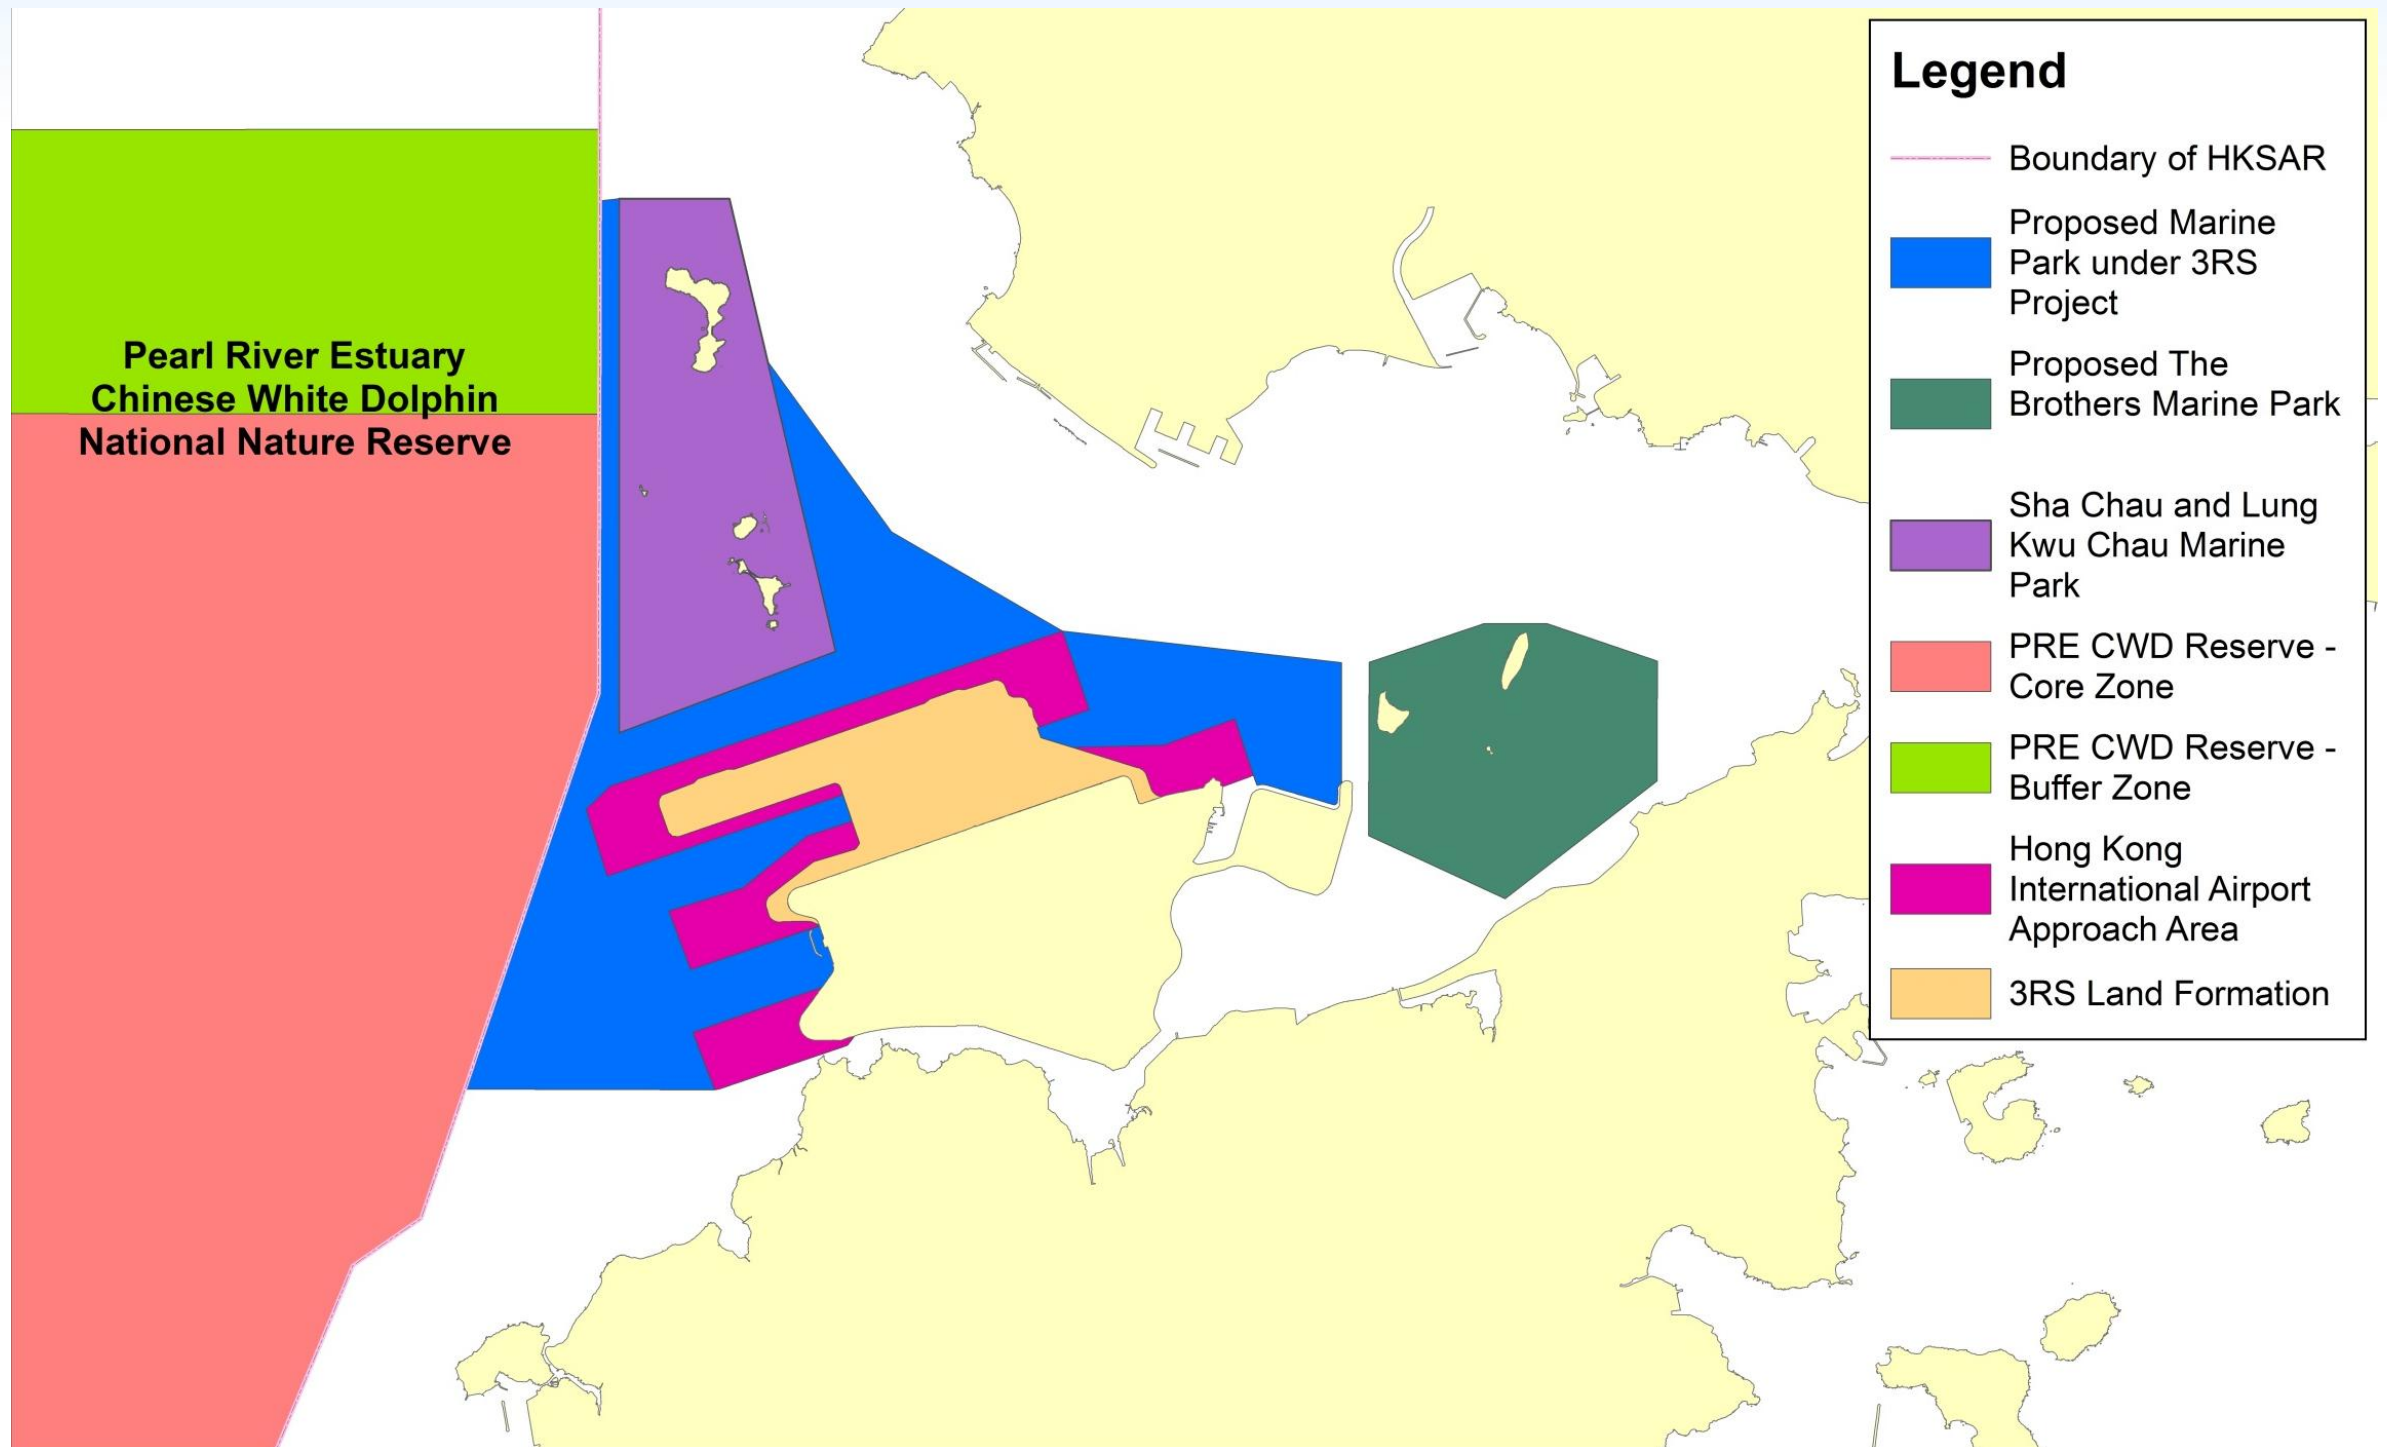 Pearl River Estuary
Chinese White Dolphin
National Nature Reserve
Legend
Boundary of HKSAR
Proposed Marine
Park under 3RS
Project
Proposed The
Brothers Marine Park
Sha Chau and Lung
Kwu Chau Marine
Park
PRE CWD Reserve -
Core Zone
PRE CWD Reserve -
Buffer Zone
Hong Kong
International Airport
Approach Area
3RS Land Formation